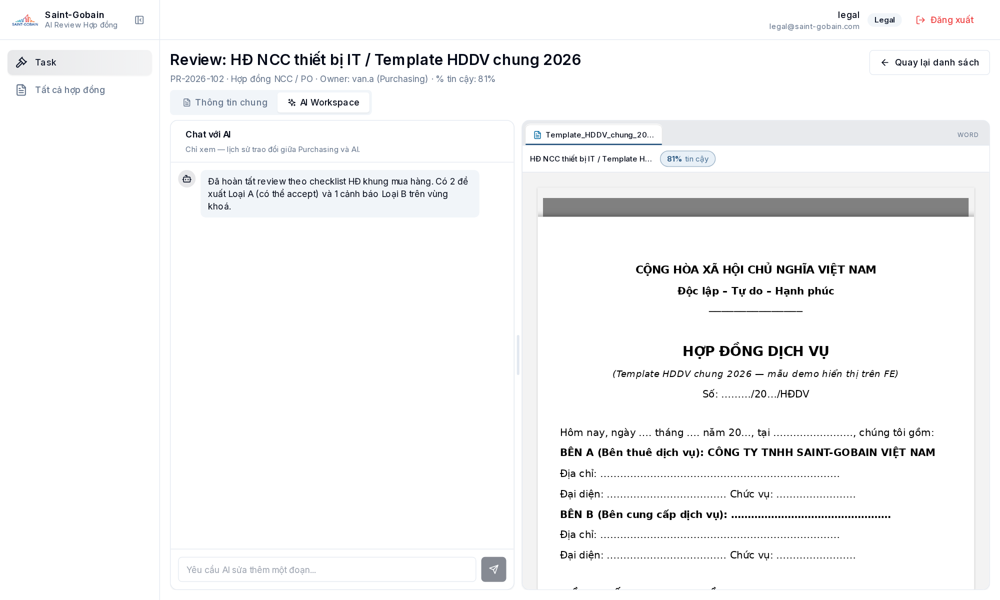 SAINT-GOBAIN
Saint-Gobain
AI Review Hợp đồng
legal
legal@saint-gobain.com
Legal
Đăng xuất
Task
Tất cả hợp đồng
Review: HĐ NCC thiết bị IT / Template HDDV chung 2026
PR-2026-102 · Hợp đồng NCC / PO · Owner: van.a (Purchasing) · % tin cậy: 81%
Quay lại danh sách
Thông tin chung
AI Workspace
Chat với AI
Chỉ xem — lịch sử trao đổi giữa Purchasing và AI.
Đã hoàn tất review theo checklist HĐ khung mua hàng. Có 2 đề
xuất Loại A (có thể accept) và 1 cảnh báo Loại B trên vùng
khoá.
Yêu cầu AI sửa thêm một đoạn...
Template_HDDV_chung_20...
WORD
HĐ NCC thiết bị IT / Template H...
81% tin cậy
CỘNG HÒA XÃ HỘI CHỦ NGHĨA VIỆT NAM
Độc lập – Tự do – Hạnh phúc
_______________
HỢP ĐỒNG DỊCH VỤ
(Template HDDV chung 2026 — mẫu demo hiển thị trên FE)
Số: ………/20…/HĐDV
Hôm nay, ngày …. tháng …. năm 20…, tại ……………………, chúng tôi gồm:
BÊN A (Bên thuê dịch vụ): CÔNG TY TNHH SAINT-GOBAIN VIỆT NAM
Địa chỉ: ………………………………………………………………
Đại diện: ……………………………… Chức vụ: ……………………
BÊN B (Bên cung cấp dịch vụ): …………………………………………
Địa chỉ: ………………………………………………………………
Đại diện: ……………………………… Chức vụ: ……………………